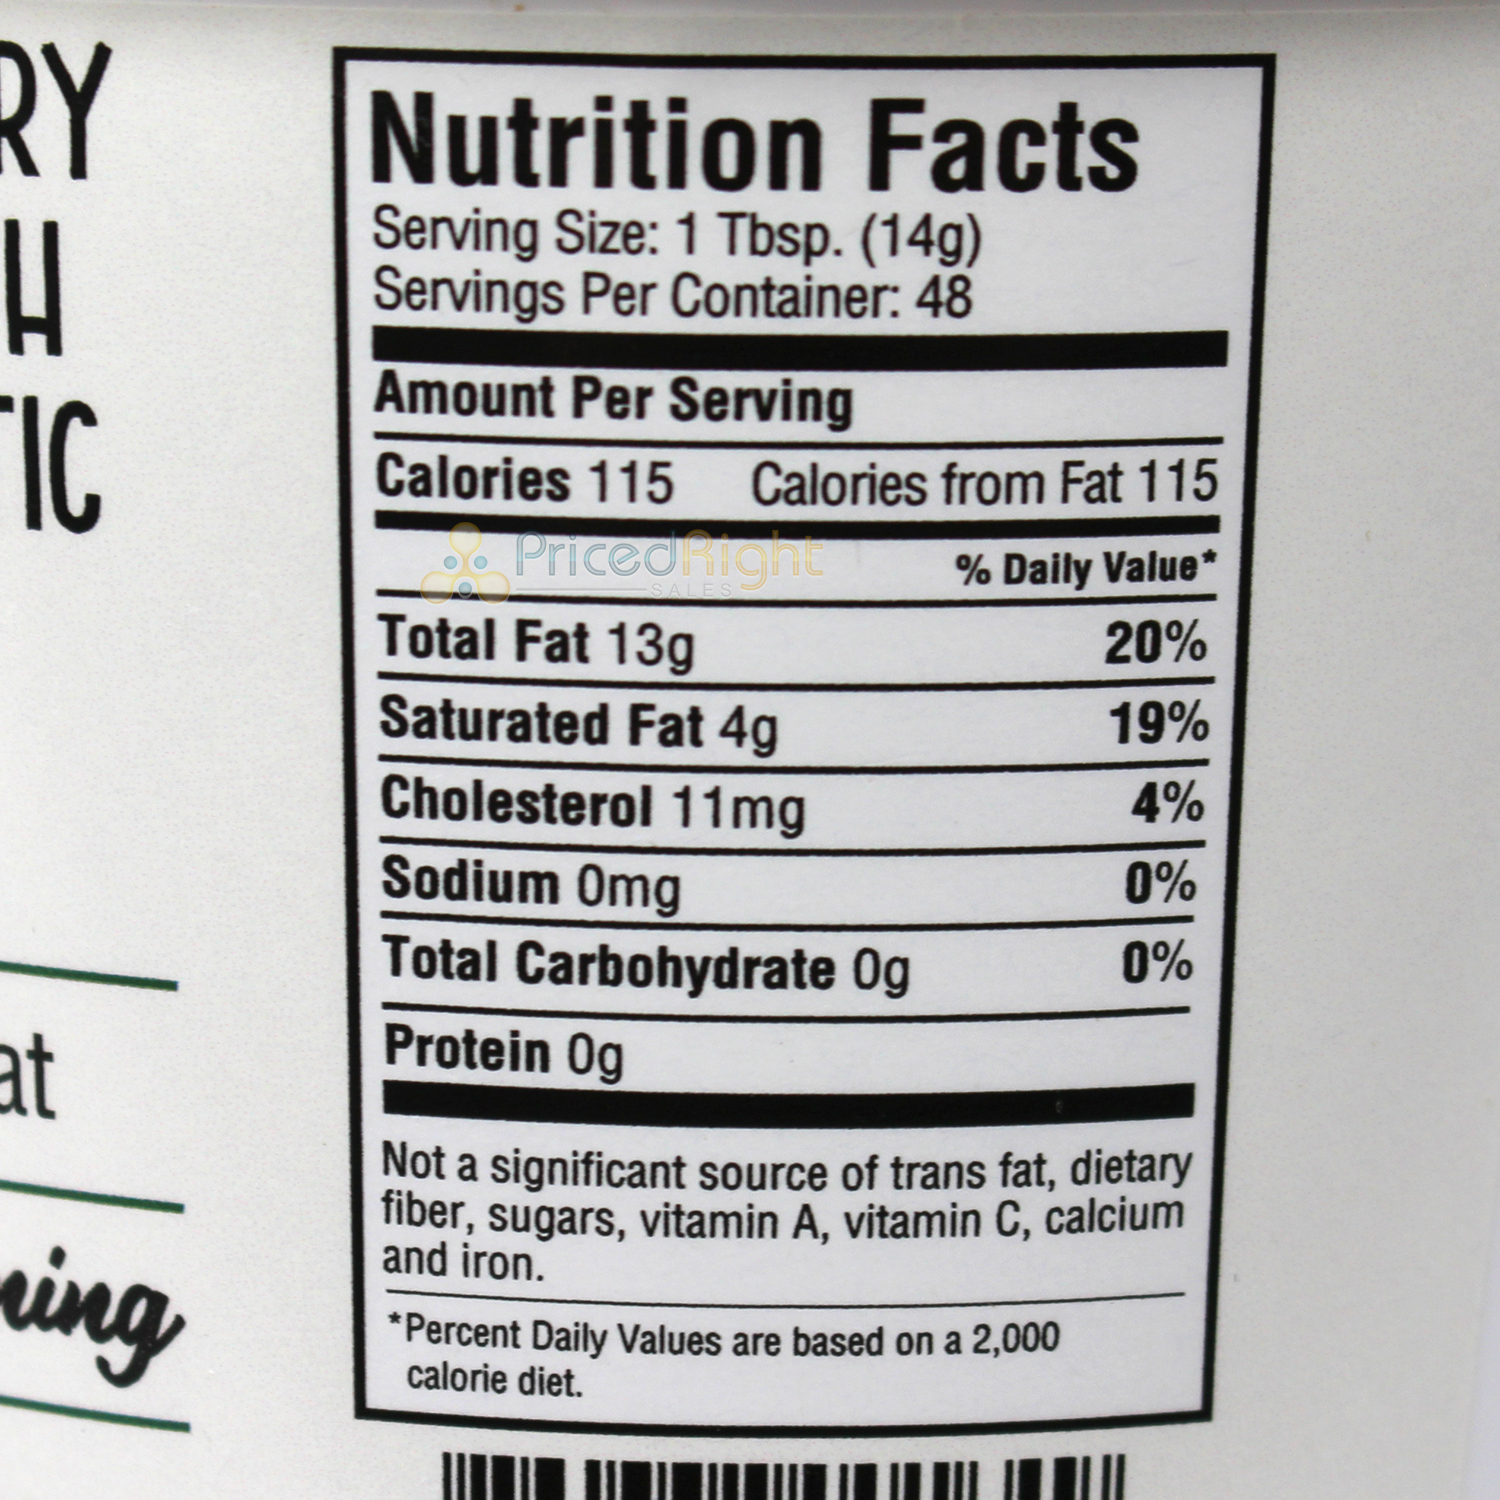 RY
H
TIC
at
ning
Nutrition Facts
Serving Size: 1 Tbsp. (14g)
Servings Per Container: 48
Amount Per Serving
Calories 115 Calories from Fat 115
PricedRight
SALES
% Daily Value*
Total Fat 13g 20%
Saturated Fat 4g 19%
Cholesterol 11mg 4%
Sodium 0mg 0%
Total Carbohydrate 0g 0%
Protein 0g
Not a significant source of trans fat, dietary
fiber, sugars, vitamin A, vitamin C, calcium
and iron.
*Percent Daily Values are based on a 2,000
calorie diet.